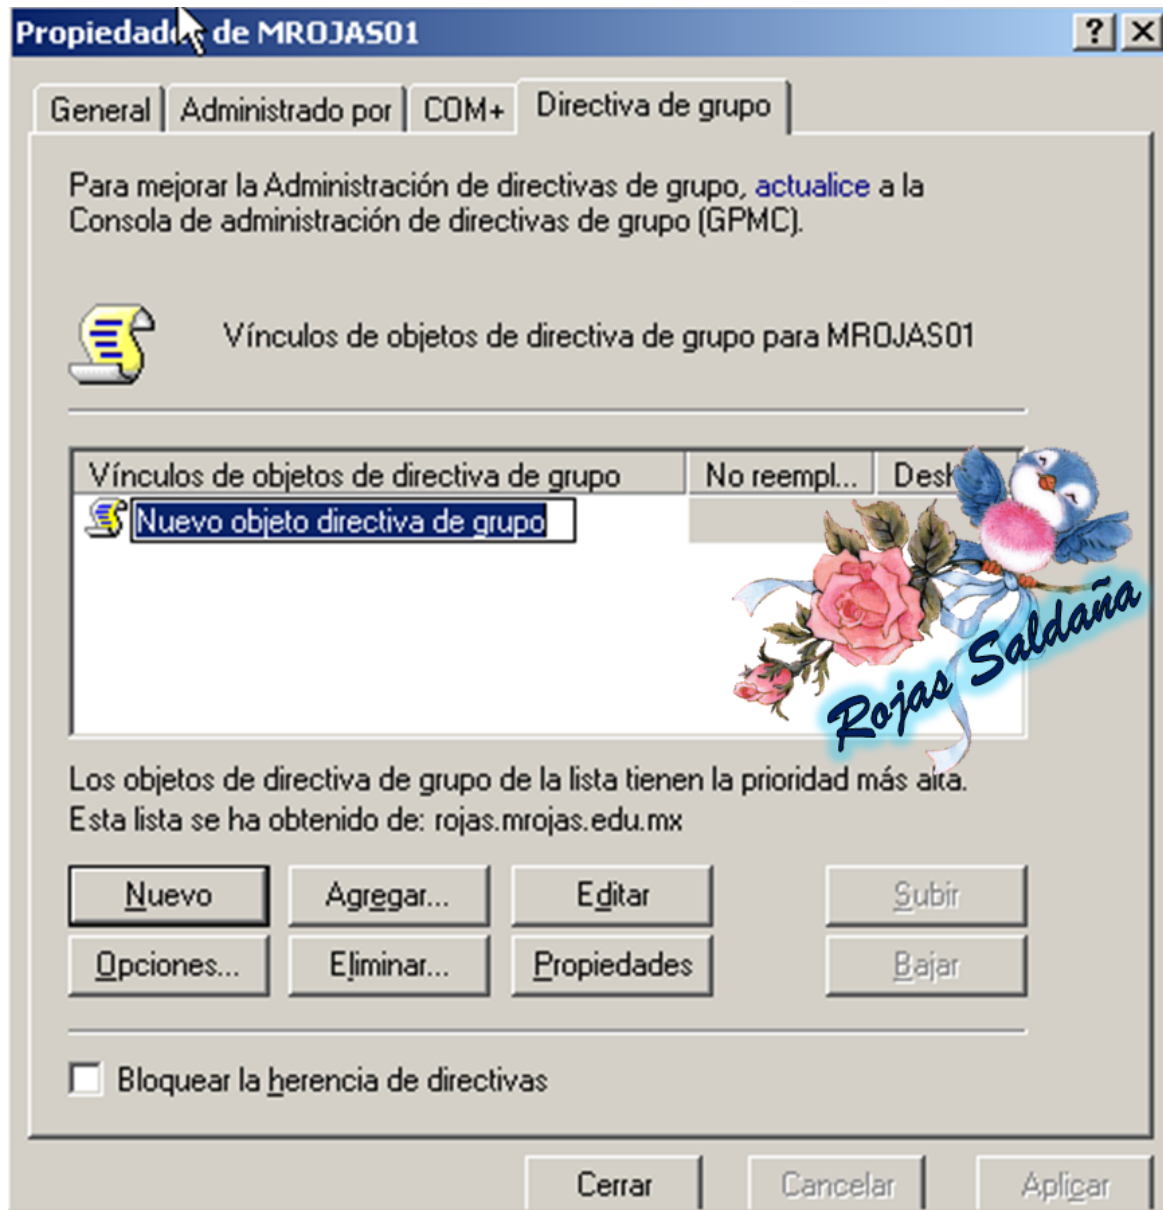 Propiedades de MROJAS01
General Administrado por COM+ Directiva de grupo
Para mejorar la Administración de directivas de grupo, actualice a la
Consola de administración de directivas de grupo (GPMC).
Vínculos de objetos de directiva de grupo para MROJAS01
Vínculos de objetos de directiva de grupo No reempl... Desh
Nuevo objeto directiva de grupo
Rojas Saldaña
Los objetos de directiva de grupo de la lista tienen la prioridad más alta.
Esta lista se ha obtenido de: rojas.mrojas.edu.mx
Nuevo Agregar... Editar Subir
Opciones... Eliminar... Propiedades Bajar
Bloquear la herencia de directivas
Cerrar Cancelar Aplicar